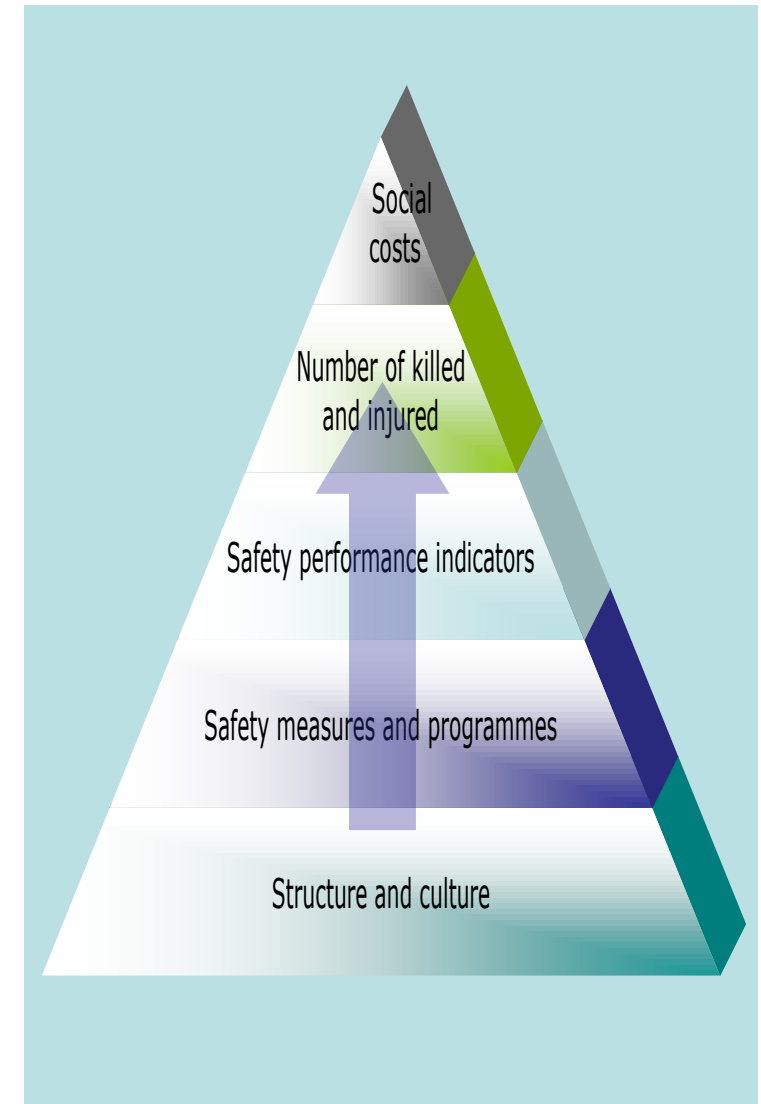 Social
costs
Number of killed
and injured
Safety performance indicators
Safety measures and programmes
Structure and culture